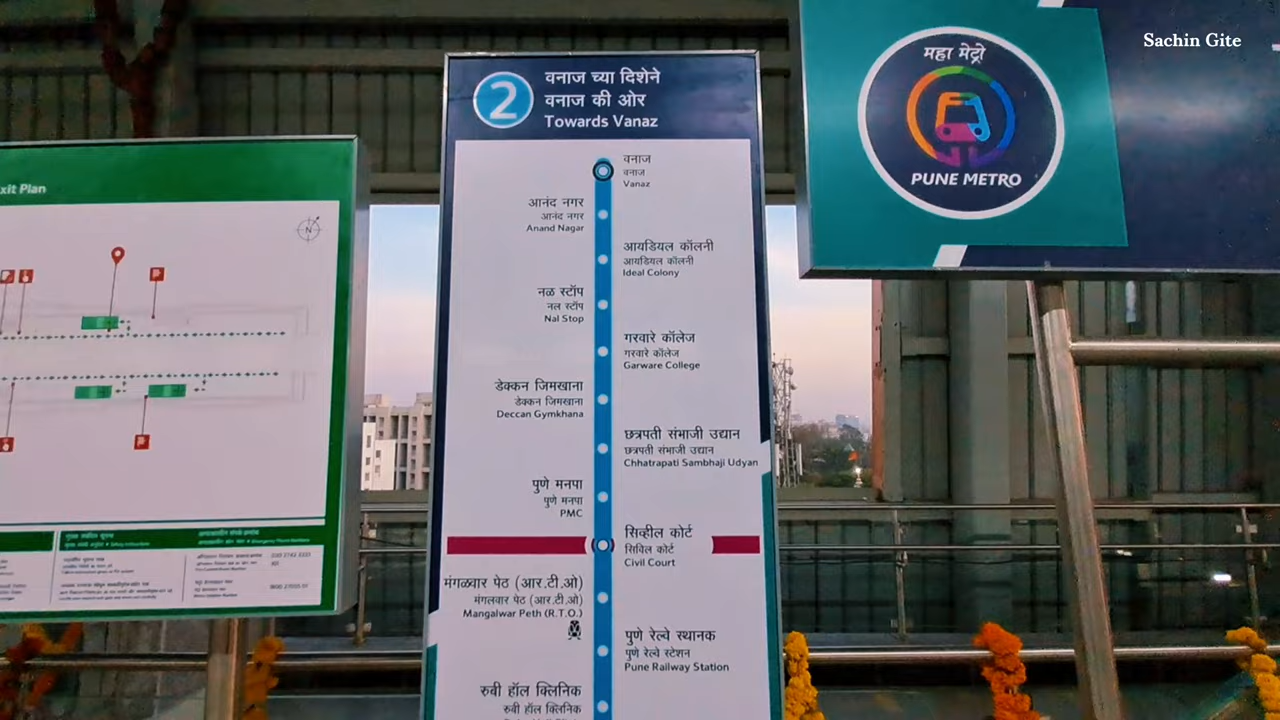 Sachin Gite
महा मेट्रो
PUNE METRO
xit Plan
N
2
वनाज च्या दिशेने
वनाज की ओर
Towards Vanaz
वनाज
वनाज
Vanaz
आनंद नगर
आनंद नगर
Anand Nagar
आयडियल कॉलनी
आयडियल कॉलनी
Ideal Colony
नळ स्टॉप
नल स्टॉप
Nal Stop
गरवारे कॉलेज
गरवारे कॉलेज
Garware College
डेक्कन जिमखाना
डेक्कन जिमखाना
Deccan Gymkhana
छत्रपती संभाजी उद्यान
छत्रपती संभाजी उद्यान
Chhatrapati Sambhaji Udyan
पुणे मनपा
पुणे मनपा
PMC
सिव्हील कोर्ट
सिविल कोर्ट
Civil Court
मंगळवार पेठ (आर.टी.ओ)
मंगलवार पेठ (आर.टी.ओ)
Mangalwar Peth (R.T.O.)
पुणे रेल्वे स्थानक
पुणे रेल्वे स्टेशन
Pune Railway Station
रुबी हॉल क्लिनिक
रुबी हॉल क्लिनिक